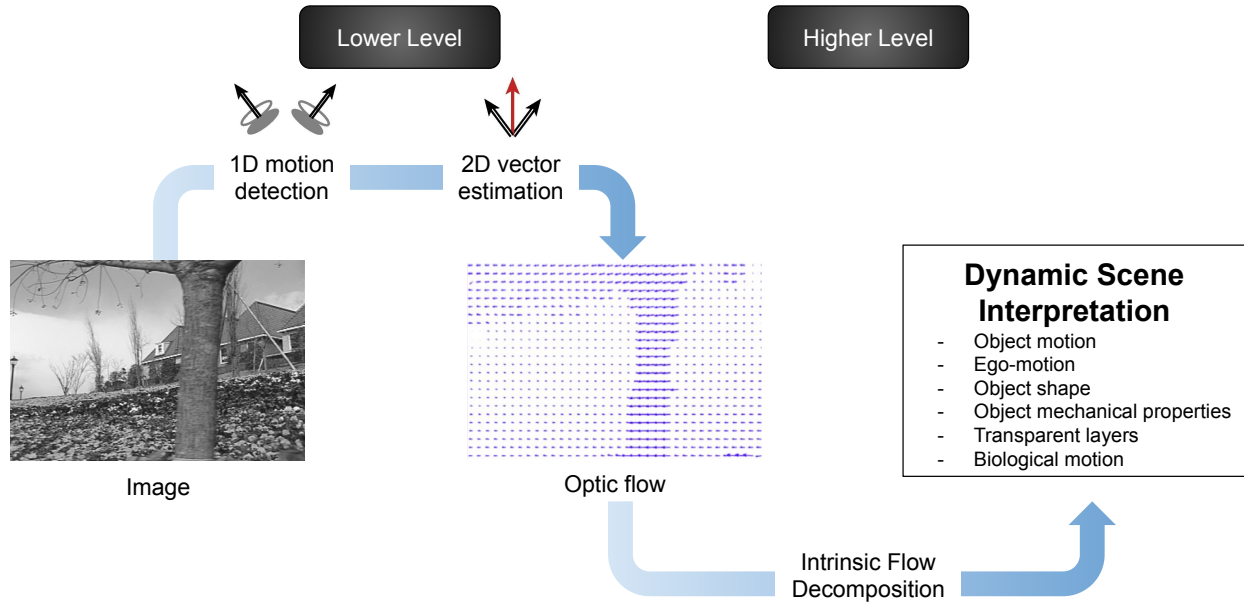 Lower Level
Higher Level
1D motion
detection
2D vector
estimation
Image
Optic flow
Dynamic Scene
Interpretation
- Object motion
- Ego-motion
- Object shape
- Object mechanical properties
- Transparent layers
- Biological motion
Intrinsic Flow
Decomposition